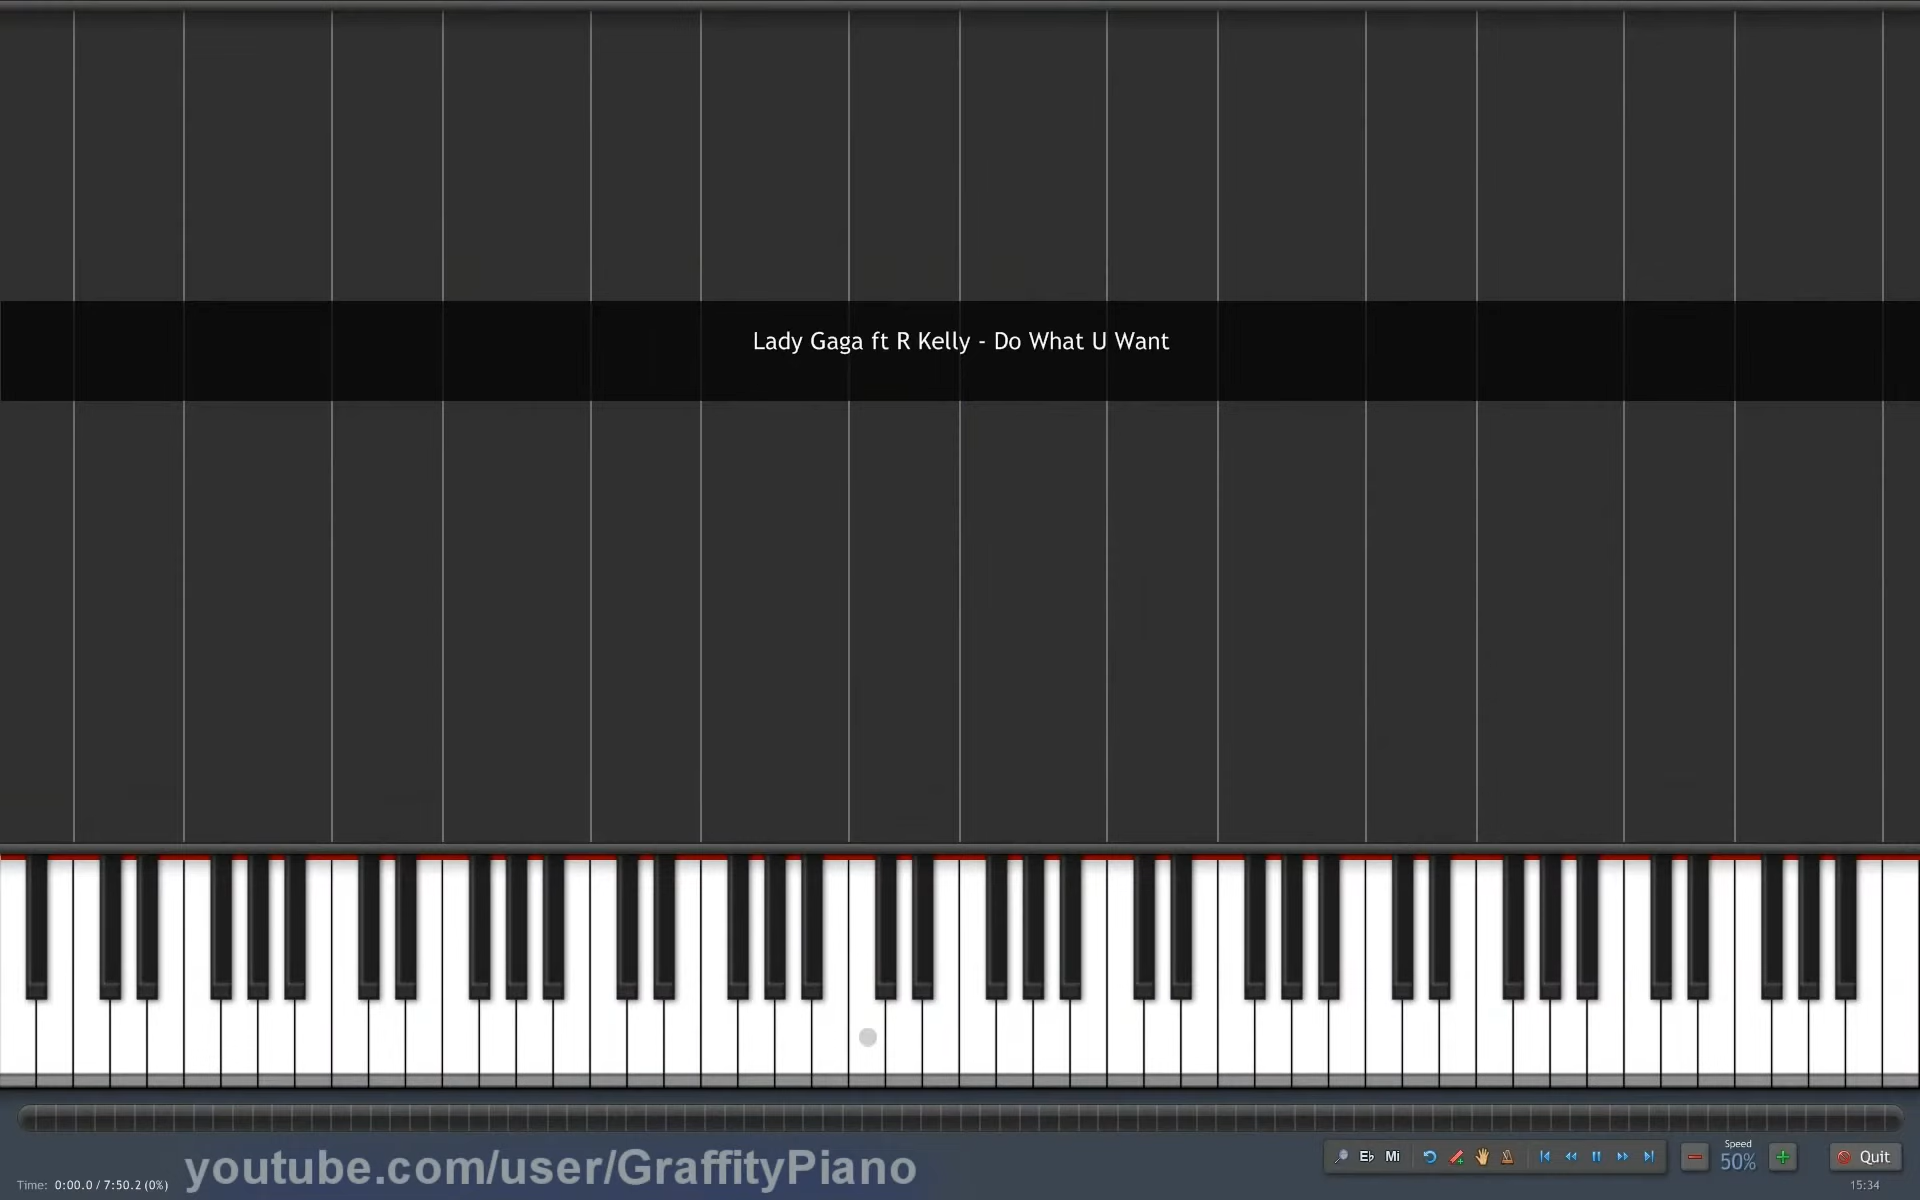 Lady Gaga ft R Kelly - Do What U Want
Speed
E♭ Mi
50%
Quit
youtube.com/user/GraffityPiano
Time: 0:00.0 / 7:50.2 (0%)
15:34